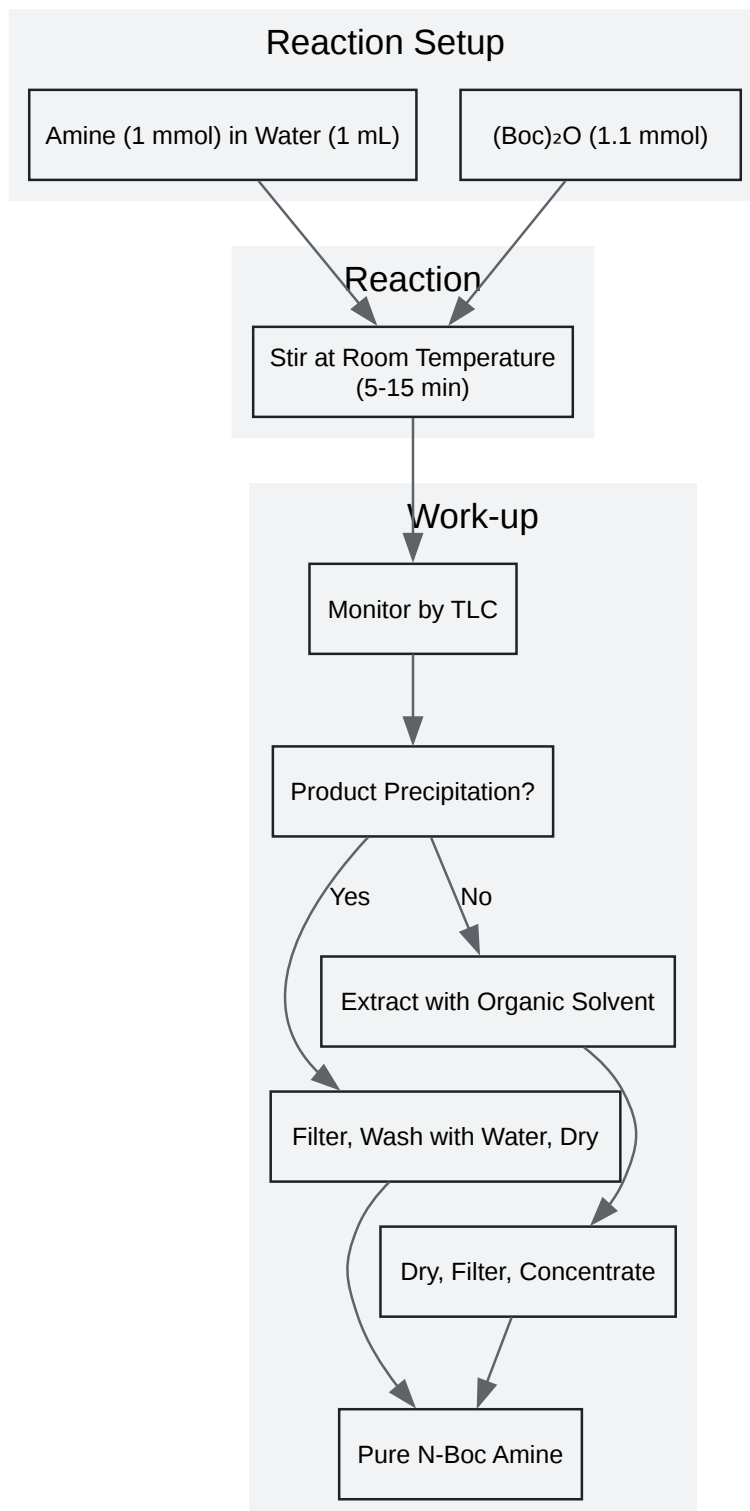 Reaction Setup
Amine (1 mmol) in Water (1 mL)
(Boc)₂O (1.1 mmol)
Reaction
Stir at Room Temperature
(5-15 min)
Work-up
Monitor by TLC
Product Precipitation?
Yes
No
Extract with Organic Solvent
Filter, Wash with Water, Dry
Dry, Filter, Concentrate
Pure N-Boc Amine